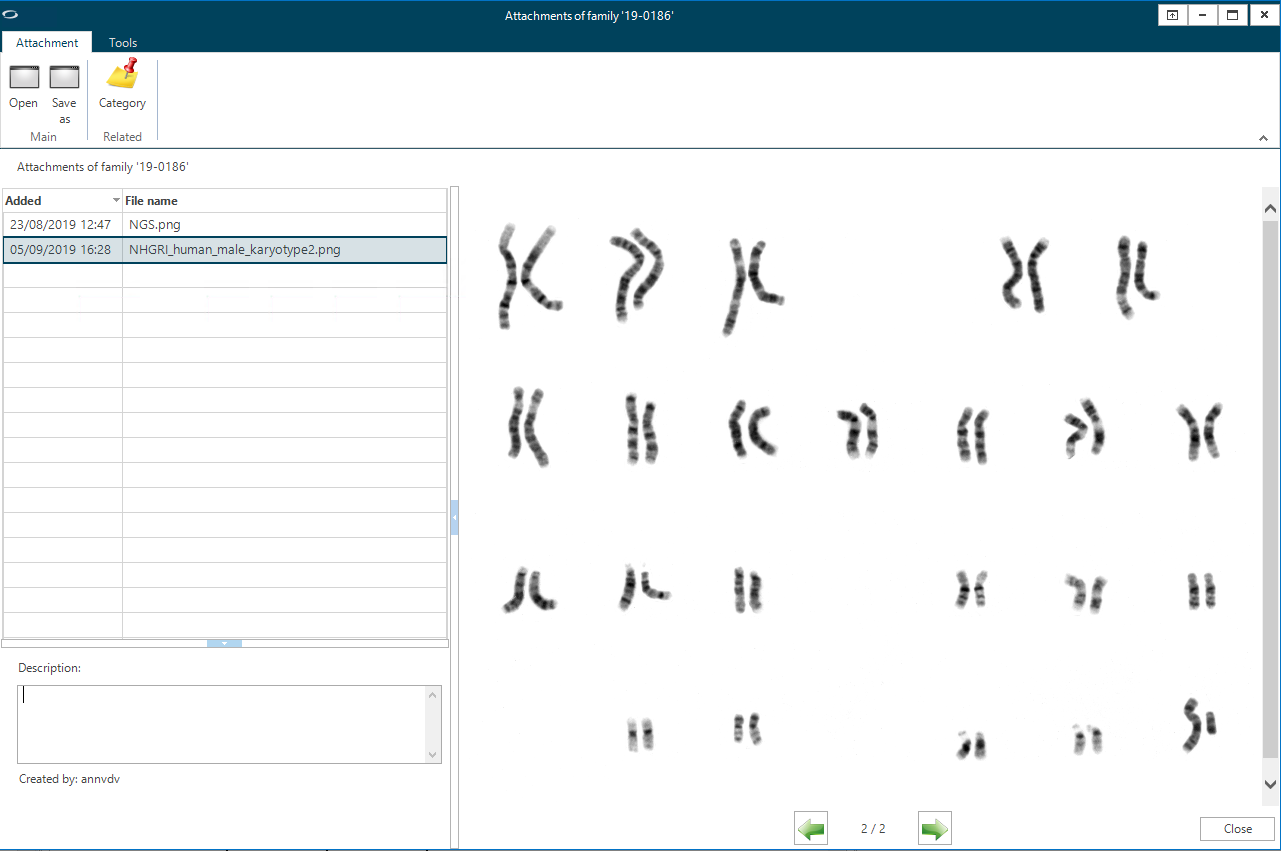 Attachments of family '19-0186'
Attachment Tools
Open Save as Category
Main Related
Attachments of family '19-0186'
Added File name
23/08/2019 12:47 NGS.png
05/09/2019 16:28 NHGRI_human_male_karyotype2.png
Description:
Created by: annvdv
2 / 2
Close